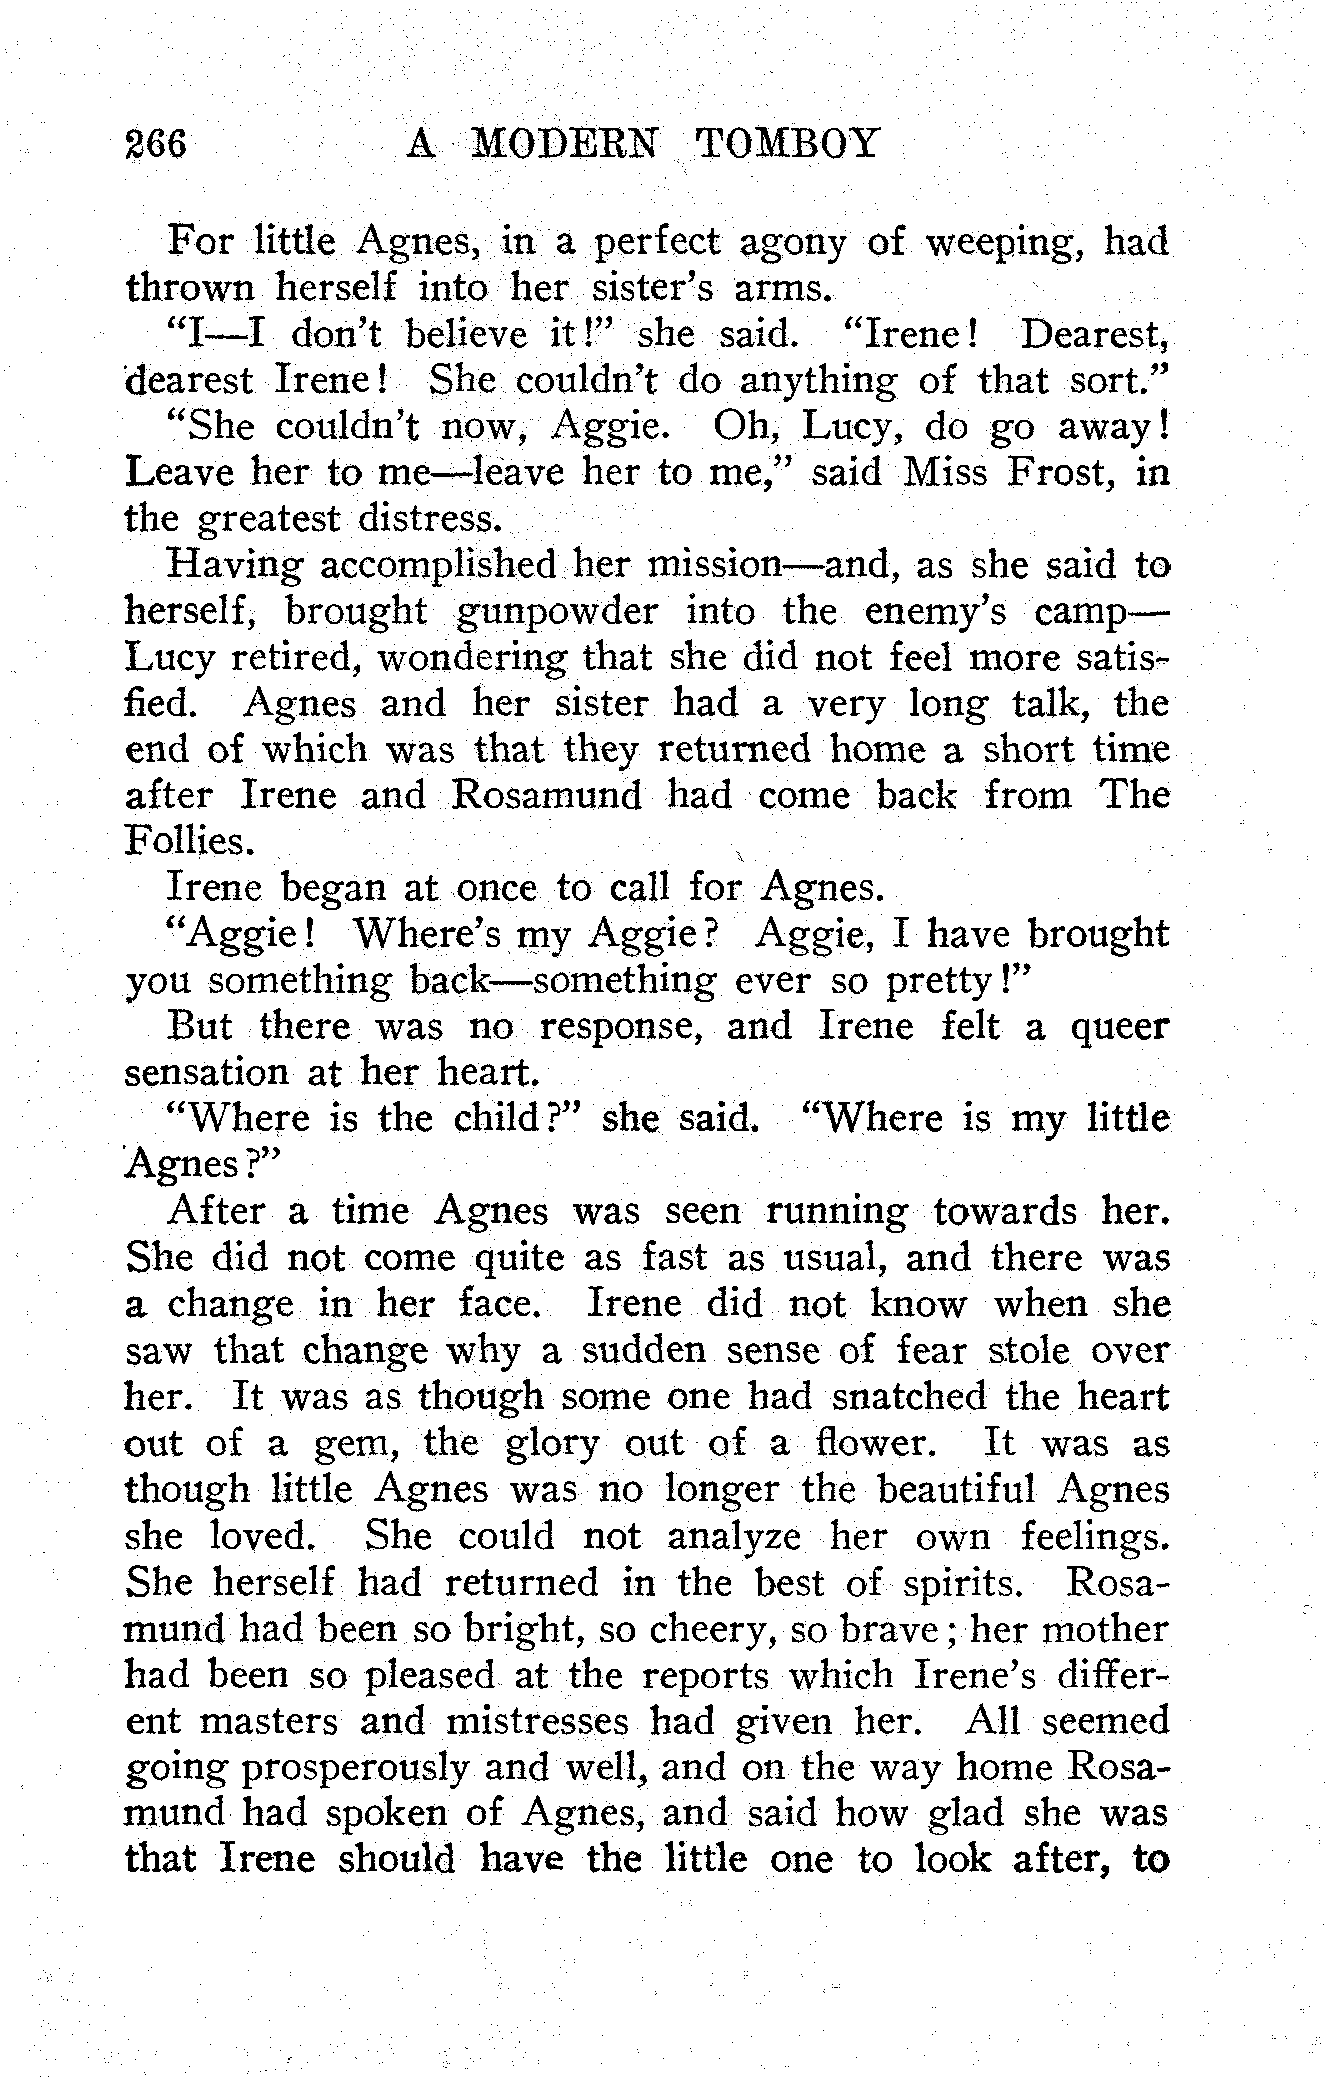 266 A MODERN TOMBOY
For little Agnes, in a perfect agony of weeping, had
thrown herself into her sister's arms.
"I—I don't believe it!" she said. "Irene! Dearest,
dearest Irene! She couldn't do anything of that sort."
"She couldn't now, Aggie. Oh, Lucy, do go away!
Leave her to me—leave her to me," said Miss Frost, in
the greatest distress.
Having accomplished her mission—and, as she said to
herself, brought gunpowder into the enemy's camp—
Lucy retired, wondering that she did not feel more satis-
fied. Agnes and her sister had a very long talk, the
end of which was that they returned home a short time
after Irene and Rosamund had come back from The
Follies.
Irene began at once to call for Agnes.
"Aggie! Where's my Aggie? Aggie, I have brought
you something back—something ever so pretty!"
But there was no response, and Irene felt a queer
sensation at her heart.
"Where is the child?" she said. "Where is my little
Agnes?"
After a time Agnes was seen running towards her.
She did not come quite as fast as usual, and there was
a change in her face. Irene did not know when she
saw that change why a sudden sense of fear stole over
her. It was as though some one had snatched the heart
out of a gem, the glory out of a flower. It was as
though little Agnes was no longer the beautiful Agnes
she loved. She could not analyze her own feelings.
She herself had returned in the best of spirits. Rosa-
mund had been so bright, so cheery, so brave; her mother
had been so pleased at the reports which Irene's differ-
ent masters and mistresses had given her. All seemed
going prosperously and well, and on the way home Rosa-
mund had spoken of Agnes, and said how glad she was
that Irene should have the little one to look after, to